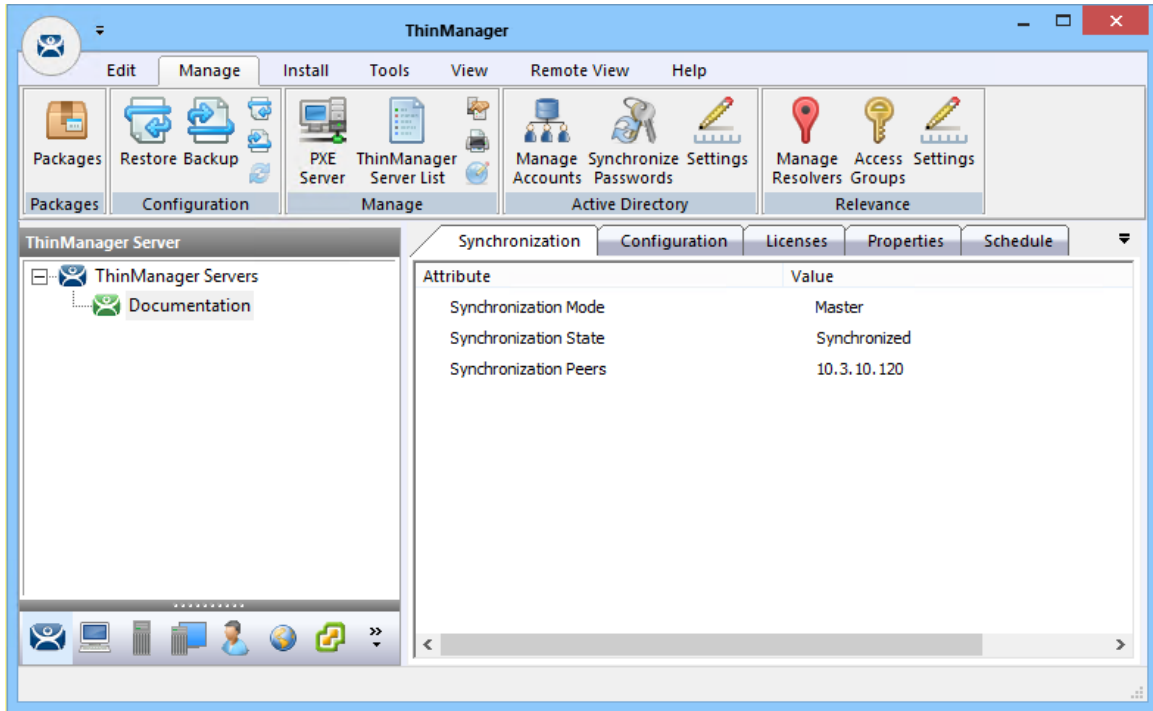 ThinManager
Edit Manage Install Tools View Remote View Help
Packages Restore Backup PXE Server ThinManager Server List Manage Accounts Synchronize Passwords Settings Manage Resolvers Access Groups Settings
Packages Configuration Manage Active Directory Relevance
ThinManager Server
ThinManager Servers
Documentation
Synchronization Configuration Licenses Properties Schedule
Attribute Value
Synchronization Mode Master
Synchronization State Synchronized
Synchronization Peers 10.3.10.120